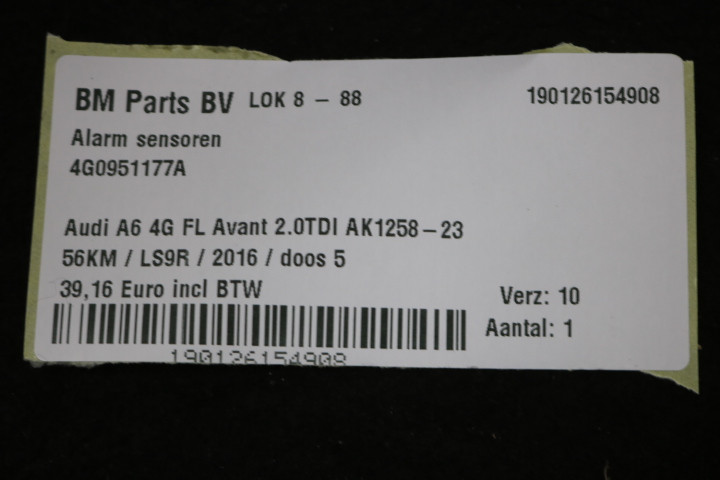 BM Parts BV LOK 8 - 88 190126154908
Alarm sensoren
4G0951177A
Audi A6 4G FL Avant 2.0TDI AK1258-23
56KM / LS9R / 2016 / doos 5
39,16 Euro incl BTW
Verz: 10
Aantal: 1
190126154908